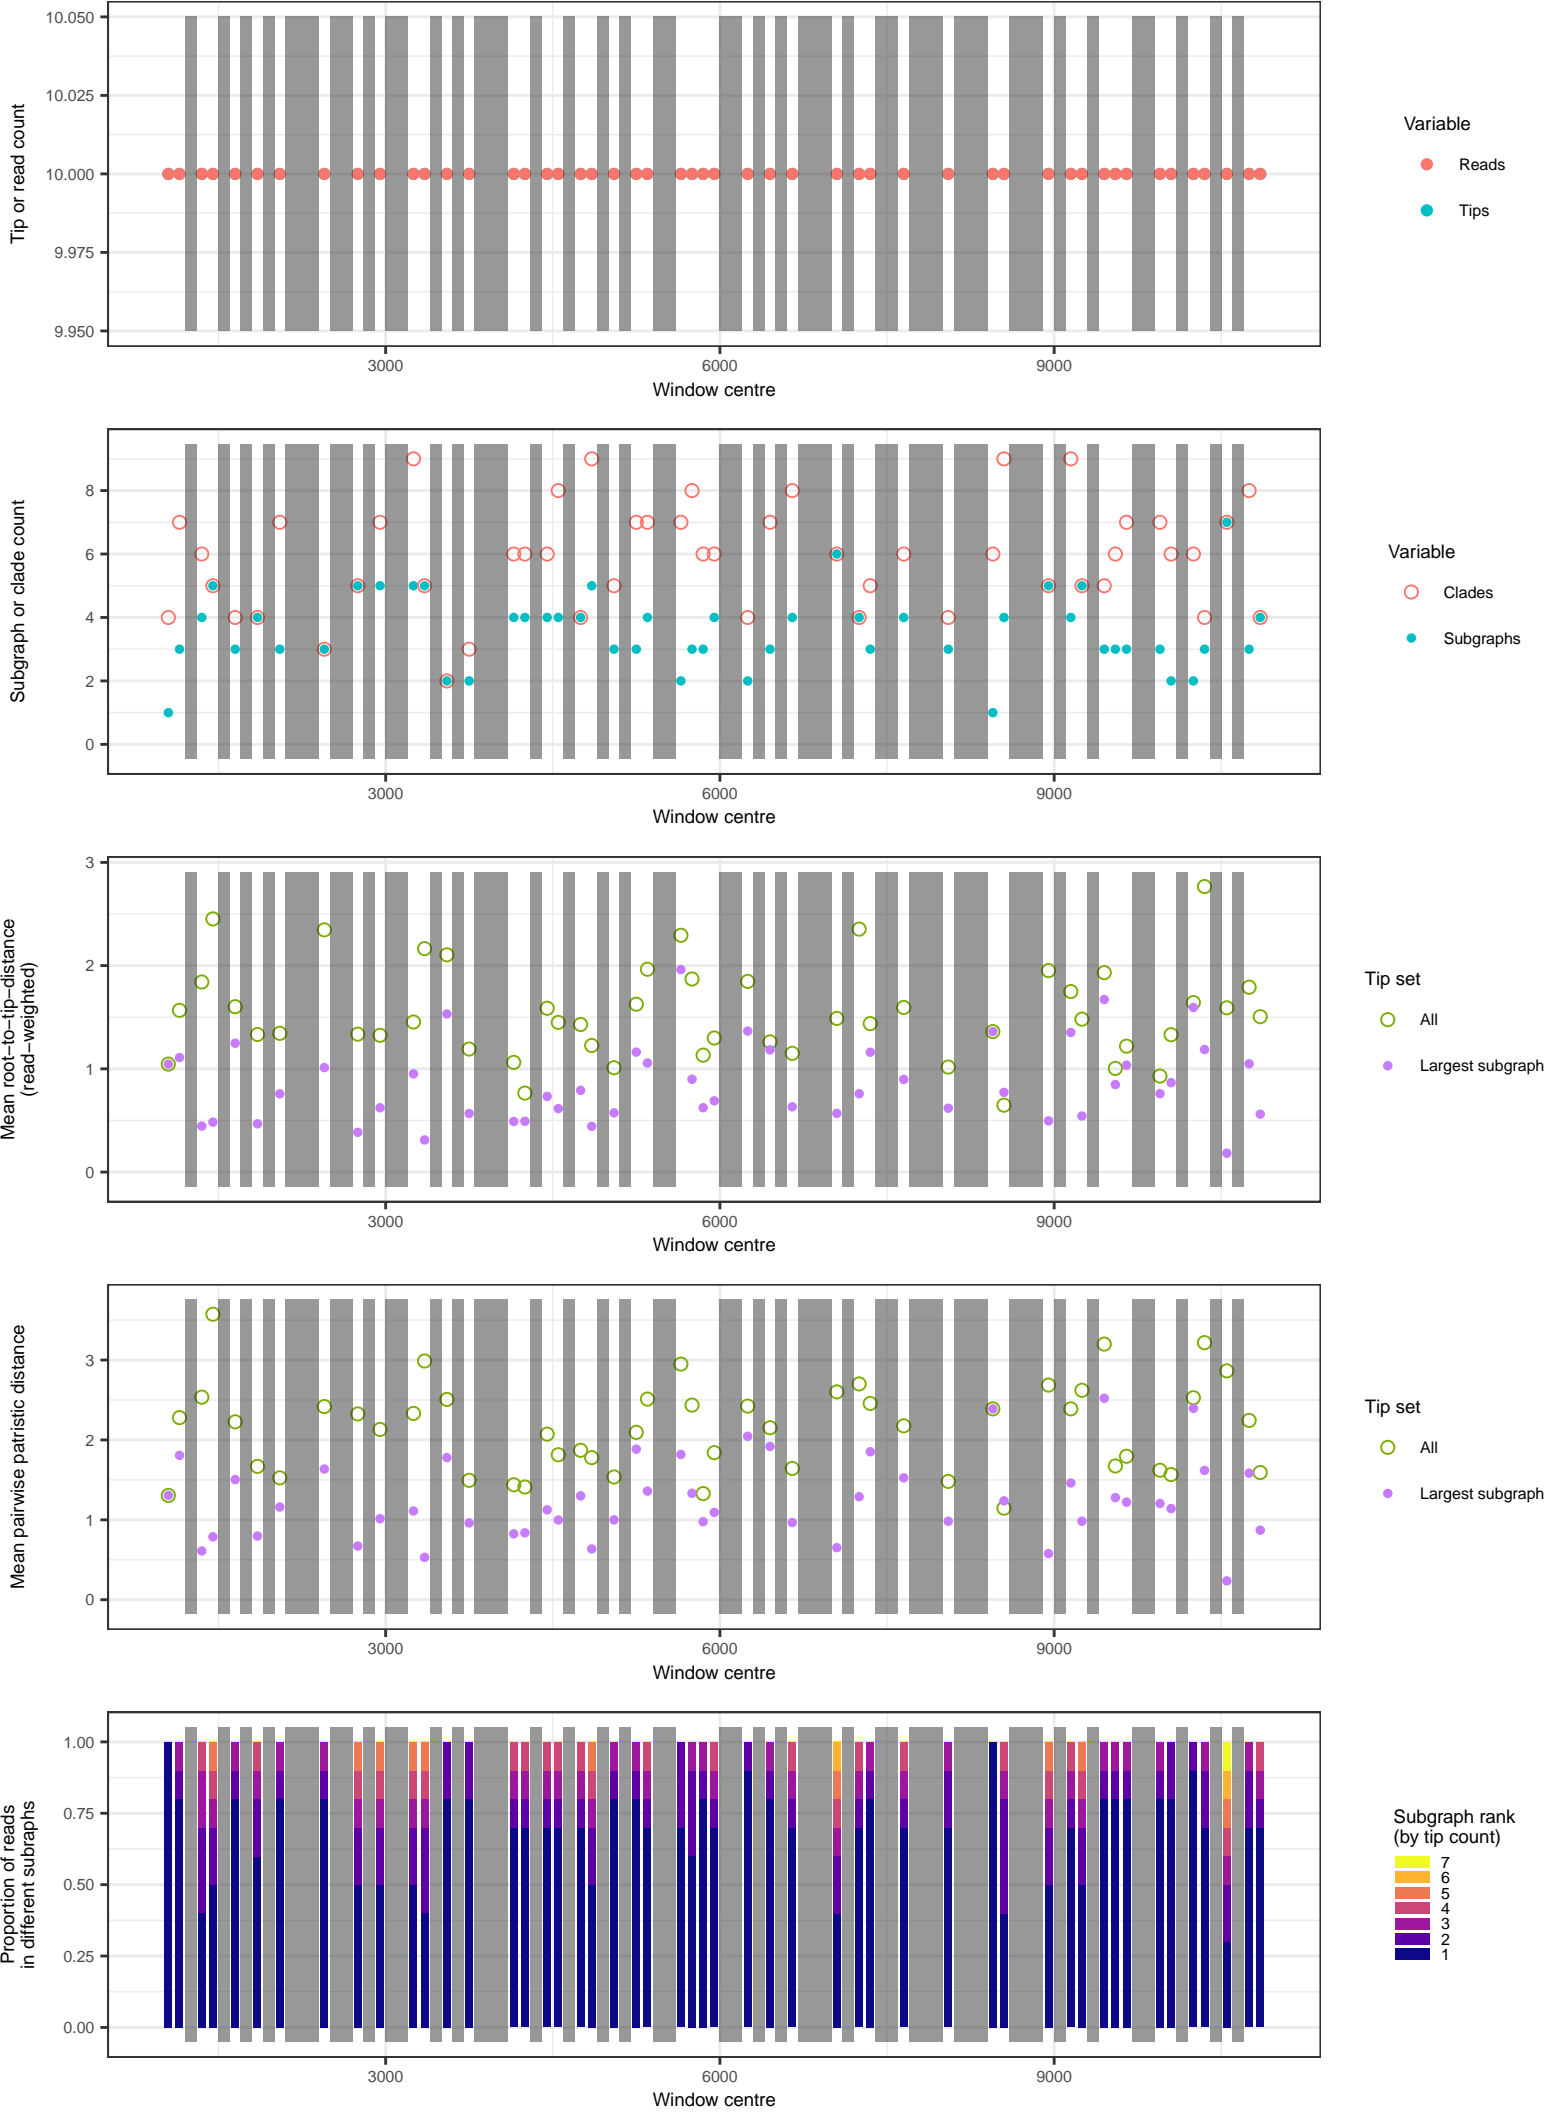 10.050
10.025
10.000
9.975
9.950
Tip or read count
3000
6000
9000
Window centre
Variable
Reads
Tips
8
6
4
2
0
Subgraph or clade count
3000
6000
9000
Window centre
Variable
Clades
Subgraphs
3
2
1
0
Mean root−to−tip−distance
(read−weighted)
3000
6000
9000
Window centre
Tip set
All
Largest subgraph
3
2
1
0
Mean pairwise patristic distance
3000
6000
9000
Window centre
Tip set
All
Largest subgraph
1.00
0.75
0.50
0.25
0.00
Proportion of reads
in different subraphs
3000
6000
9000
Window centre
Subgraph rank
(by tip count)
7
6
5
4
3
2
1